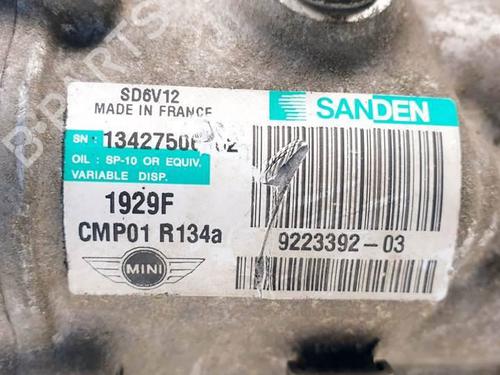 SD6V12
MADE IN FRANCE
SANDEN
SN :
OIL : SP-10 OR EQUIV.
VARIABLE DISP.
1929F
CMP01 R134a
9223392-03
MINI
B-PARTS